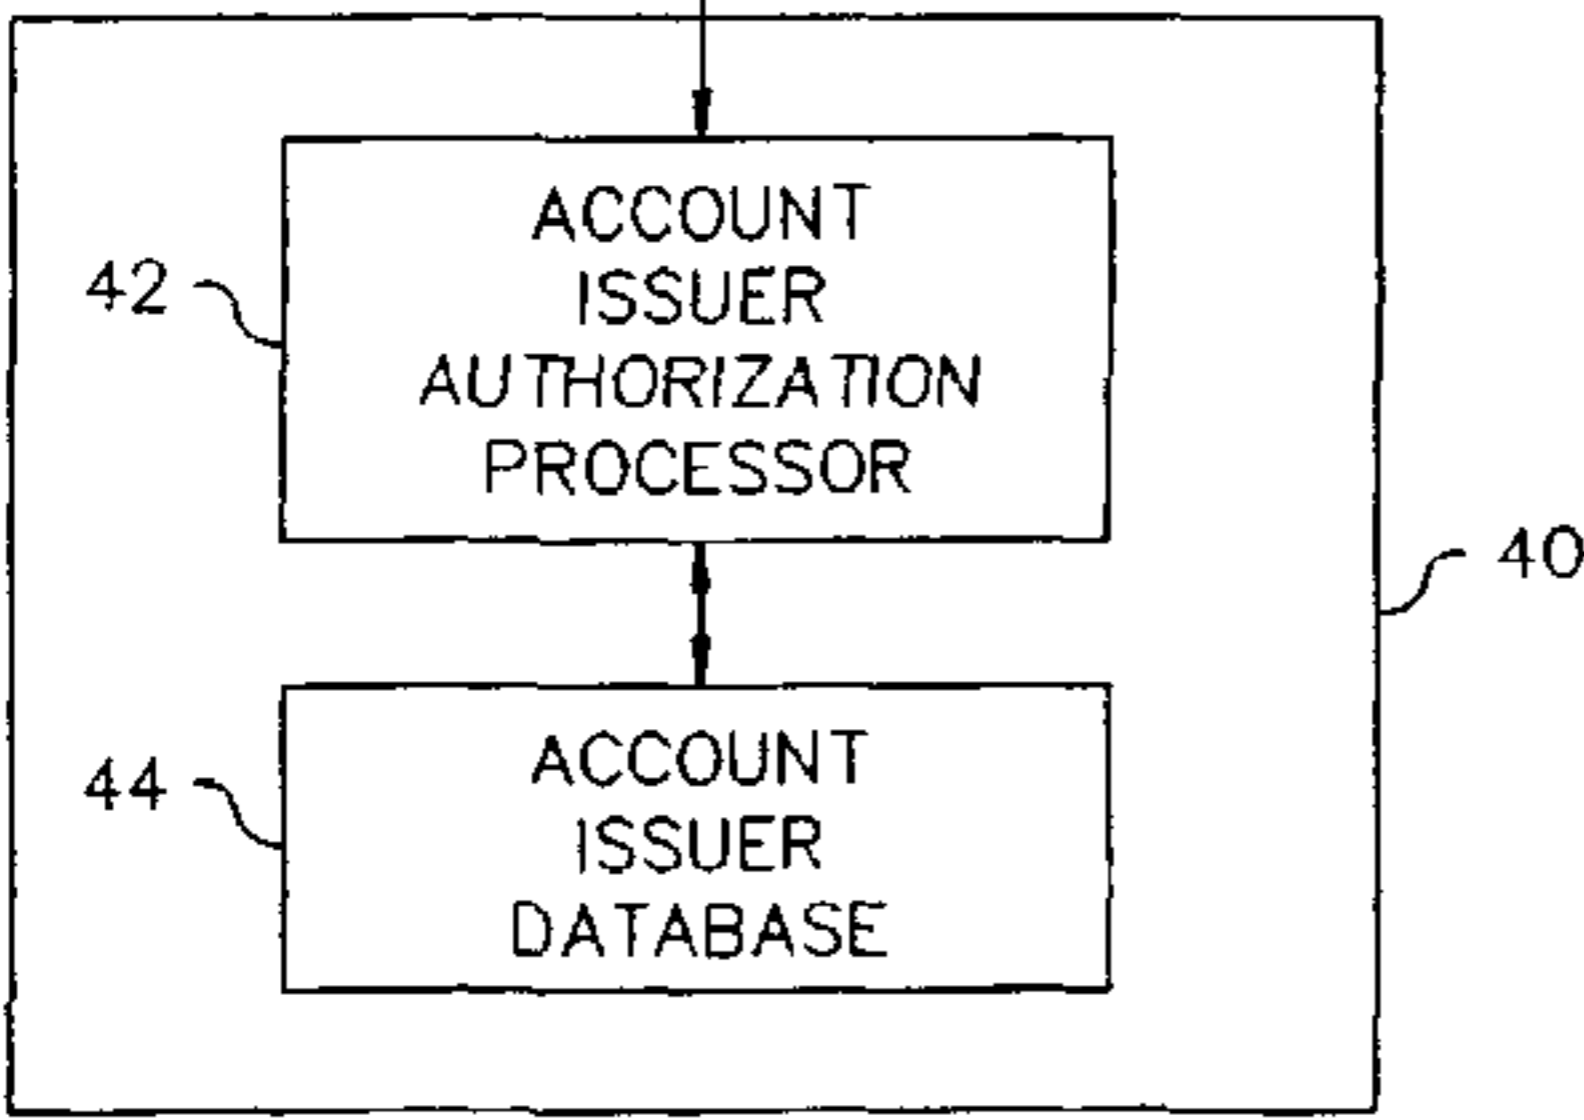 ACCOUNT
ISSUER
AUTHORIZATION
PROCESSOR
42
40
ACCOUNT
ISSUER
DATABASE
44